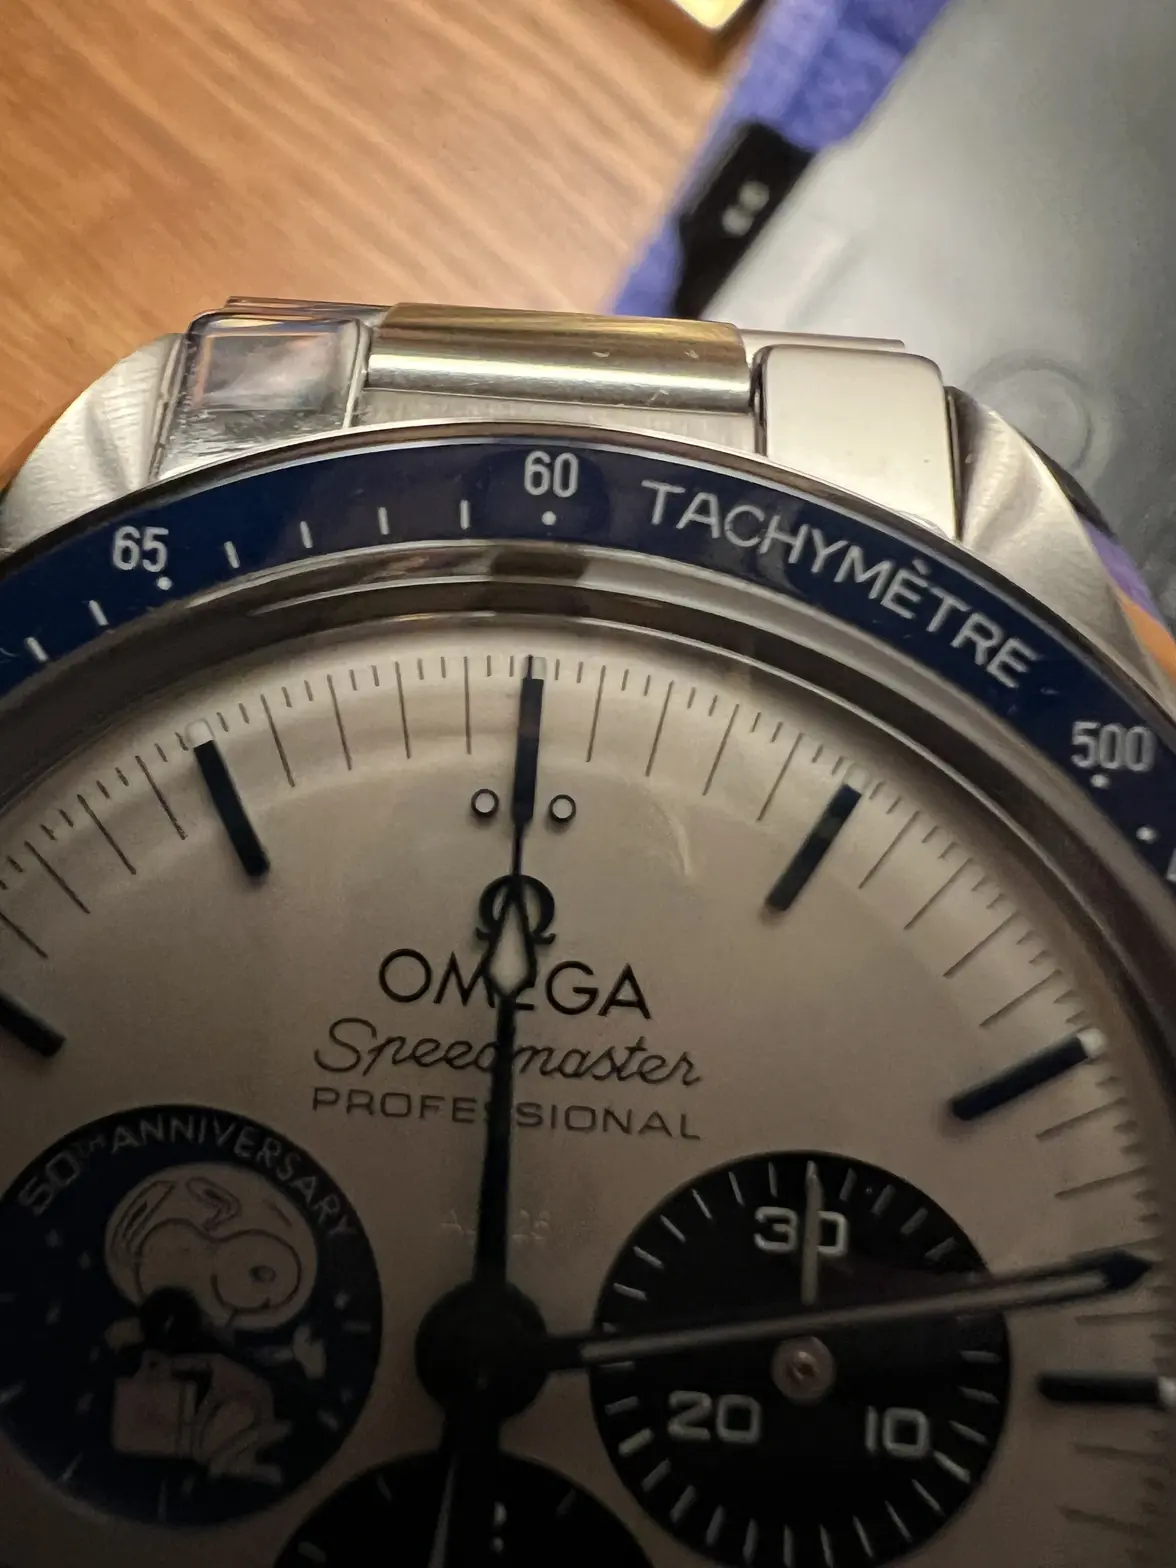 60
TACHYMÈTRE
65
500
OMEGA
Speedmaster
PROFESSIONAL
50TH ANNIVERSARY
30
20
10